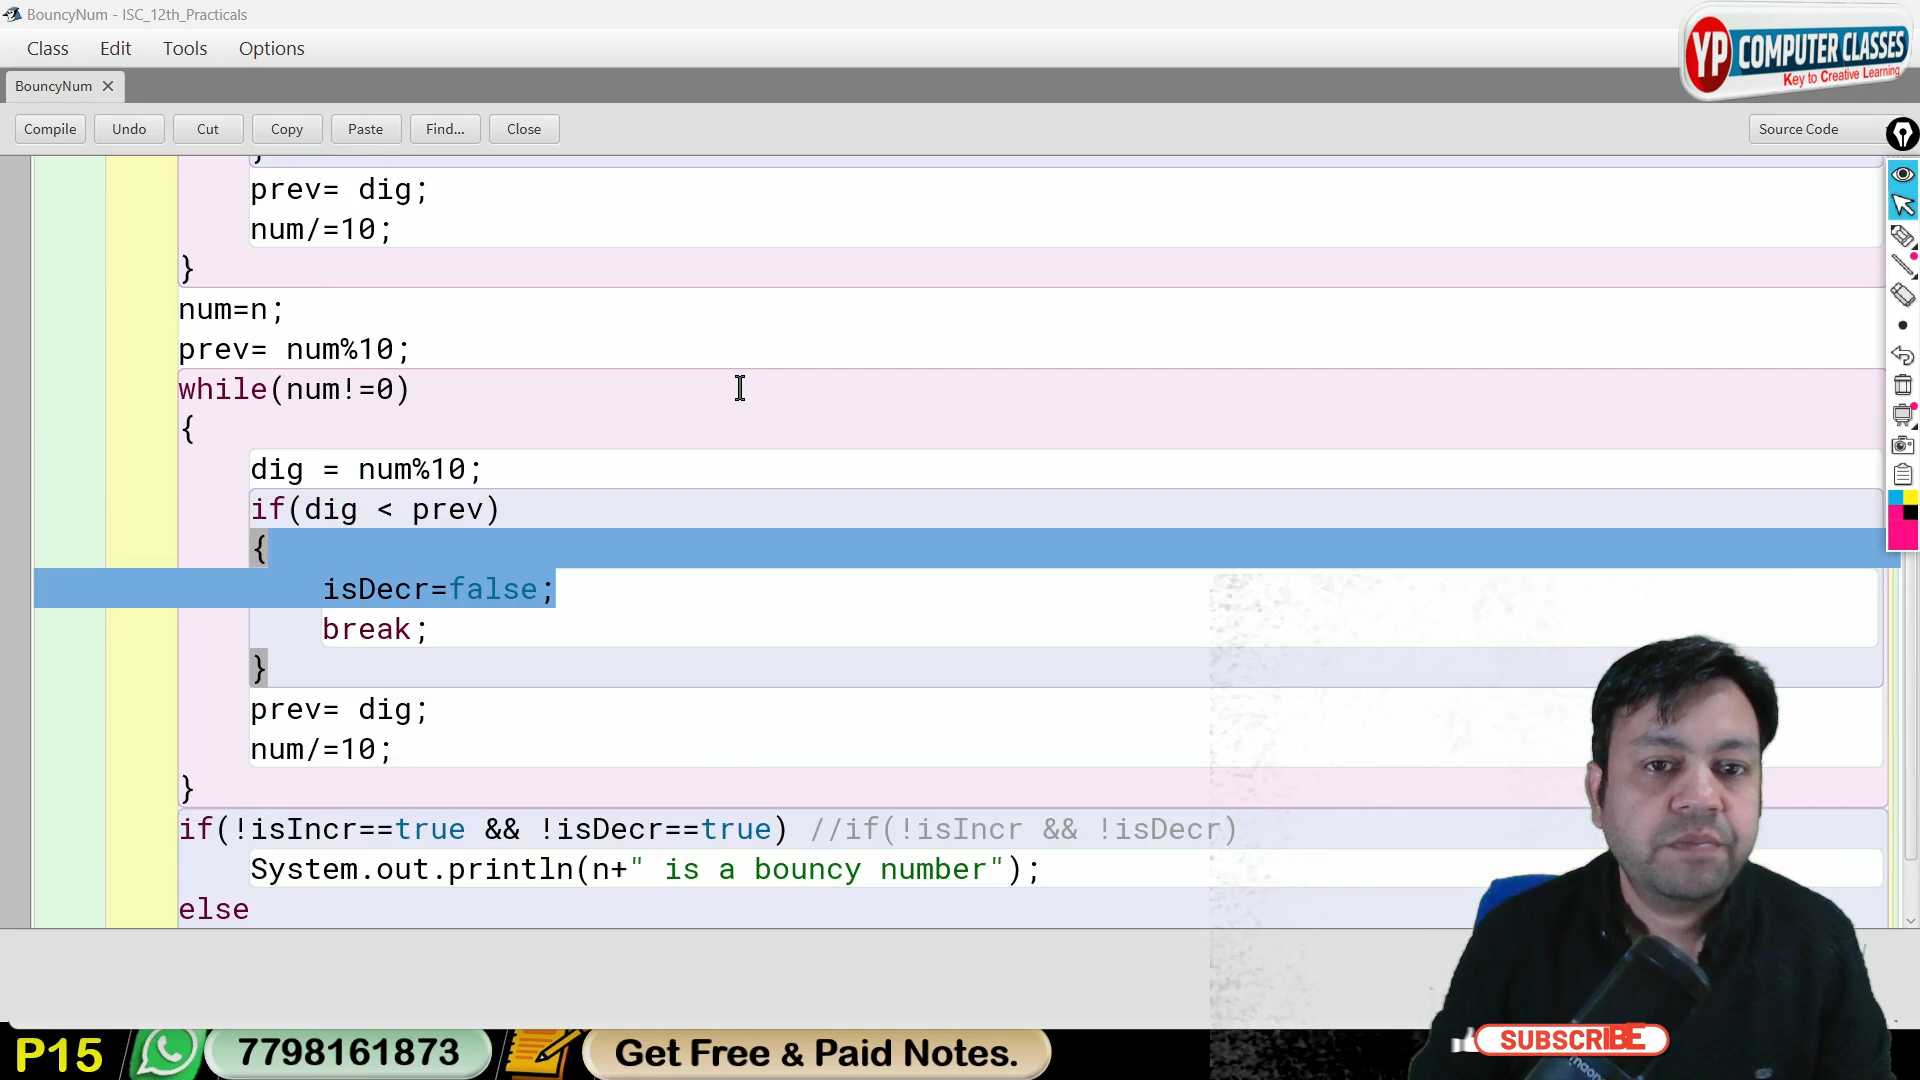 BouncyNum - ISC_12th_Practicals
Class Edit Tools Options
YP COMPUTER CLASSES
Key to Creative Learning
BouncyNum
Compile Undo Cut Copy Paste Find... Close Source Code
}
prev= dig;
num/=10;
}
num=n;
prev= num%10;
while(num!=0)
{
dig = num%10;
if(dig < prev)
{
isDecr=false;
break;
}
prev= dig;
num/=10;
}
if(!isIncr==true && !isDecr==true) //if(!isIncr && !isDecr)
System.out.println(n+" is a bouncy number");
else
P15 7798161873 Get Free & Paid Notes. SUBSCRIBE